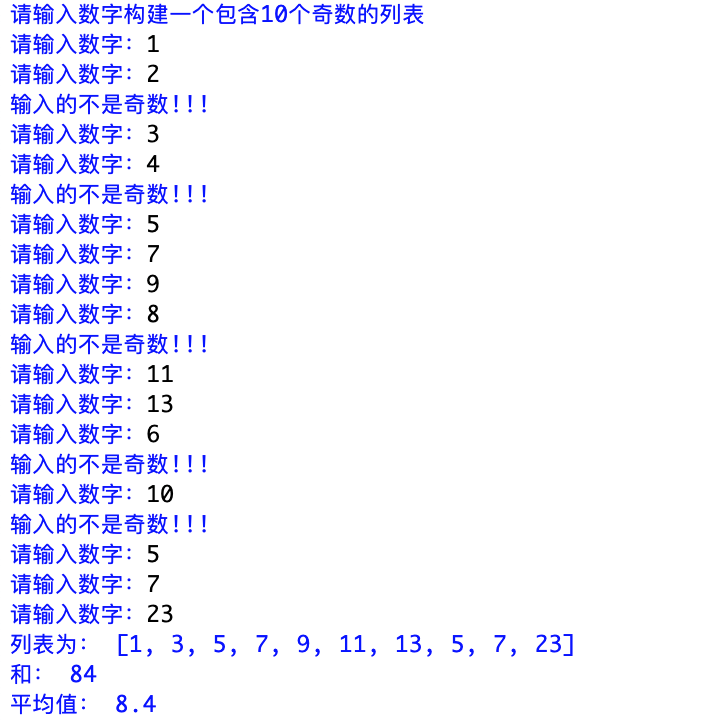 请输入数字构建一个包含10个奇数的列表
请输入数字：1
请输入数字：2
输入的不是奇数!!!
请输入数字：3
请输入数字：4
输入的不是奇数!!!
请输入数字：5
请输入数字：7
请输入数字：9
请输入数字：8
输入的不是奇数!!!
请输入数字：11
请输入数字：13
请输入数字：6
输入的不是奇数!!!
请输入数字：10
输入的不是奇数!!!
请输入数字：5
请输入数字：7
请输入数字：23
列表为： [1, 3, 5, 7, 9, 11, 13, 5, 7, 23]
和： 84
平均值： 8.4